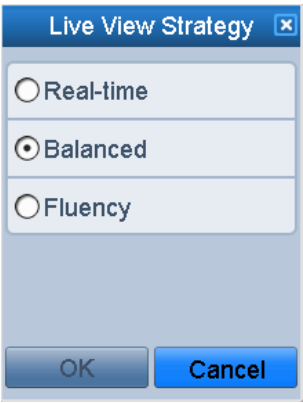 Live View Strategy
Real-time
Balanced
Fluency
OK
Cancel